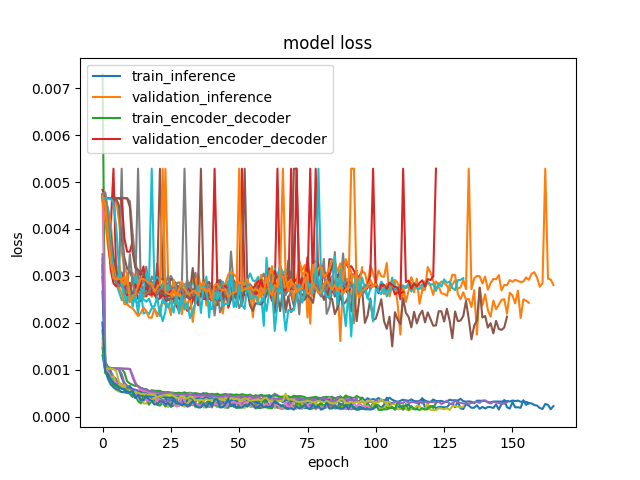 model loss
train_inference
validation_inference
train_encoder_decoder
validation_encoder_decoder
loss
0.007
0.006
0.005
0.004
0.003
0.002
0.001
0.000
0
25
50
75
100
125
150
epoch